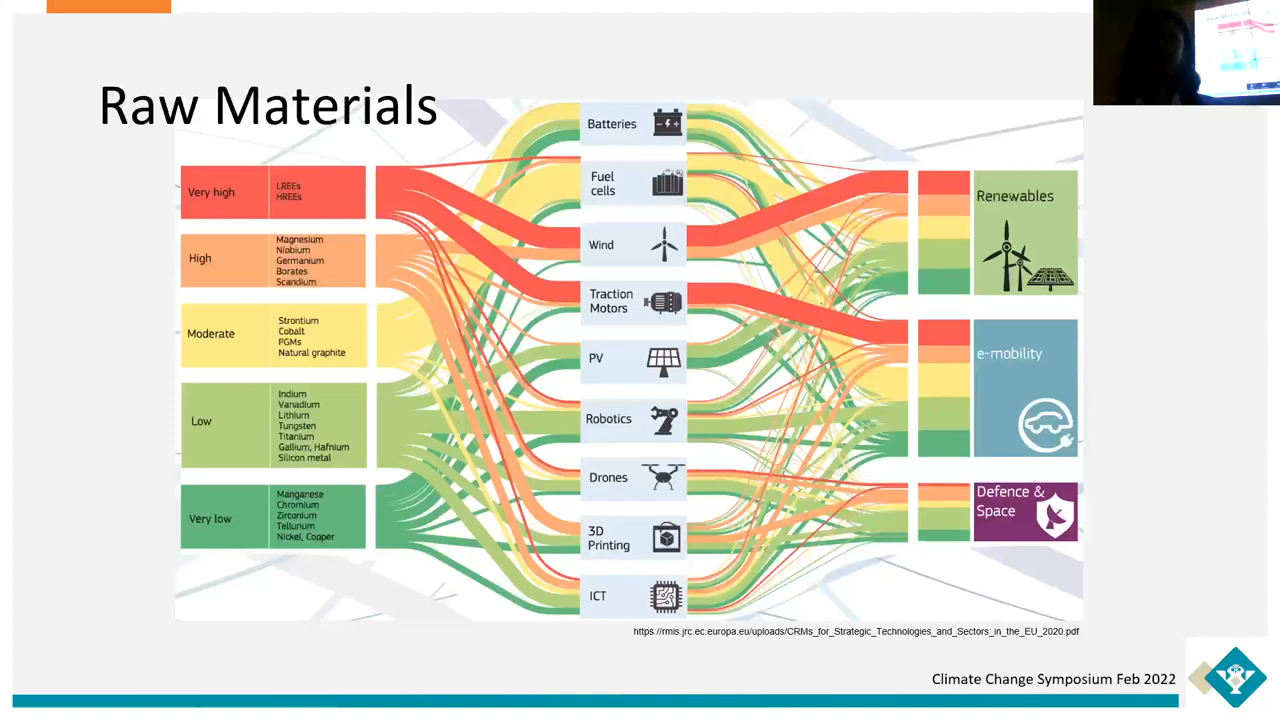 Raw Materials
Very high
LREEs
HREEs
High
Magnesium
Niobium
Germanium
Borates
Scandium
Moderate
Strontium
Cobalt
PGMs
Natural graphite
Low
Indium
Vanadium
Lithium
Tungsten
Titanium
Gallium, Hafnium
Silicon metal
Very low
Manganese
Chromium
Zirconium
Tellurium
Nickel, Copper
Batteries
Fuel
cells
Wind
Traction
Motors
PV
Robotics
Drones
3D
Printing
ICT
Renewables
e-mobility
Defence &
Space
https://rmis.jrc.ec.europa.eu/uploads/CRMs_for_Strategic_Technologies_and_Sectors_in_the_EU_2020.pdf
Climate Change Symposium Feb 2022
Raw Materials